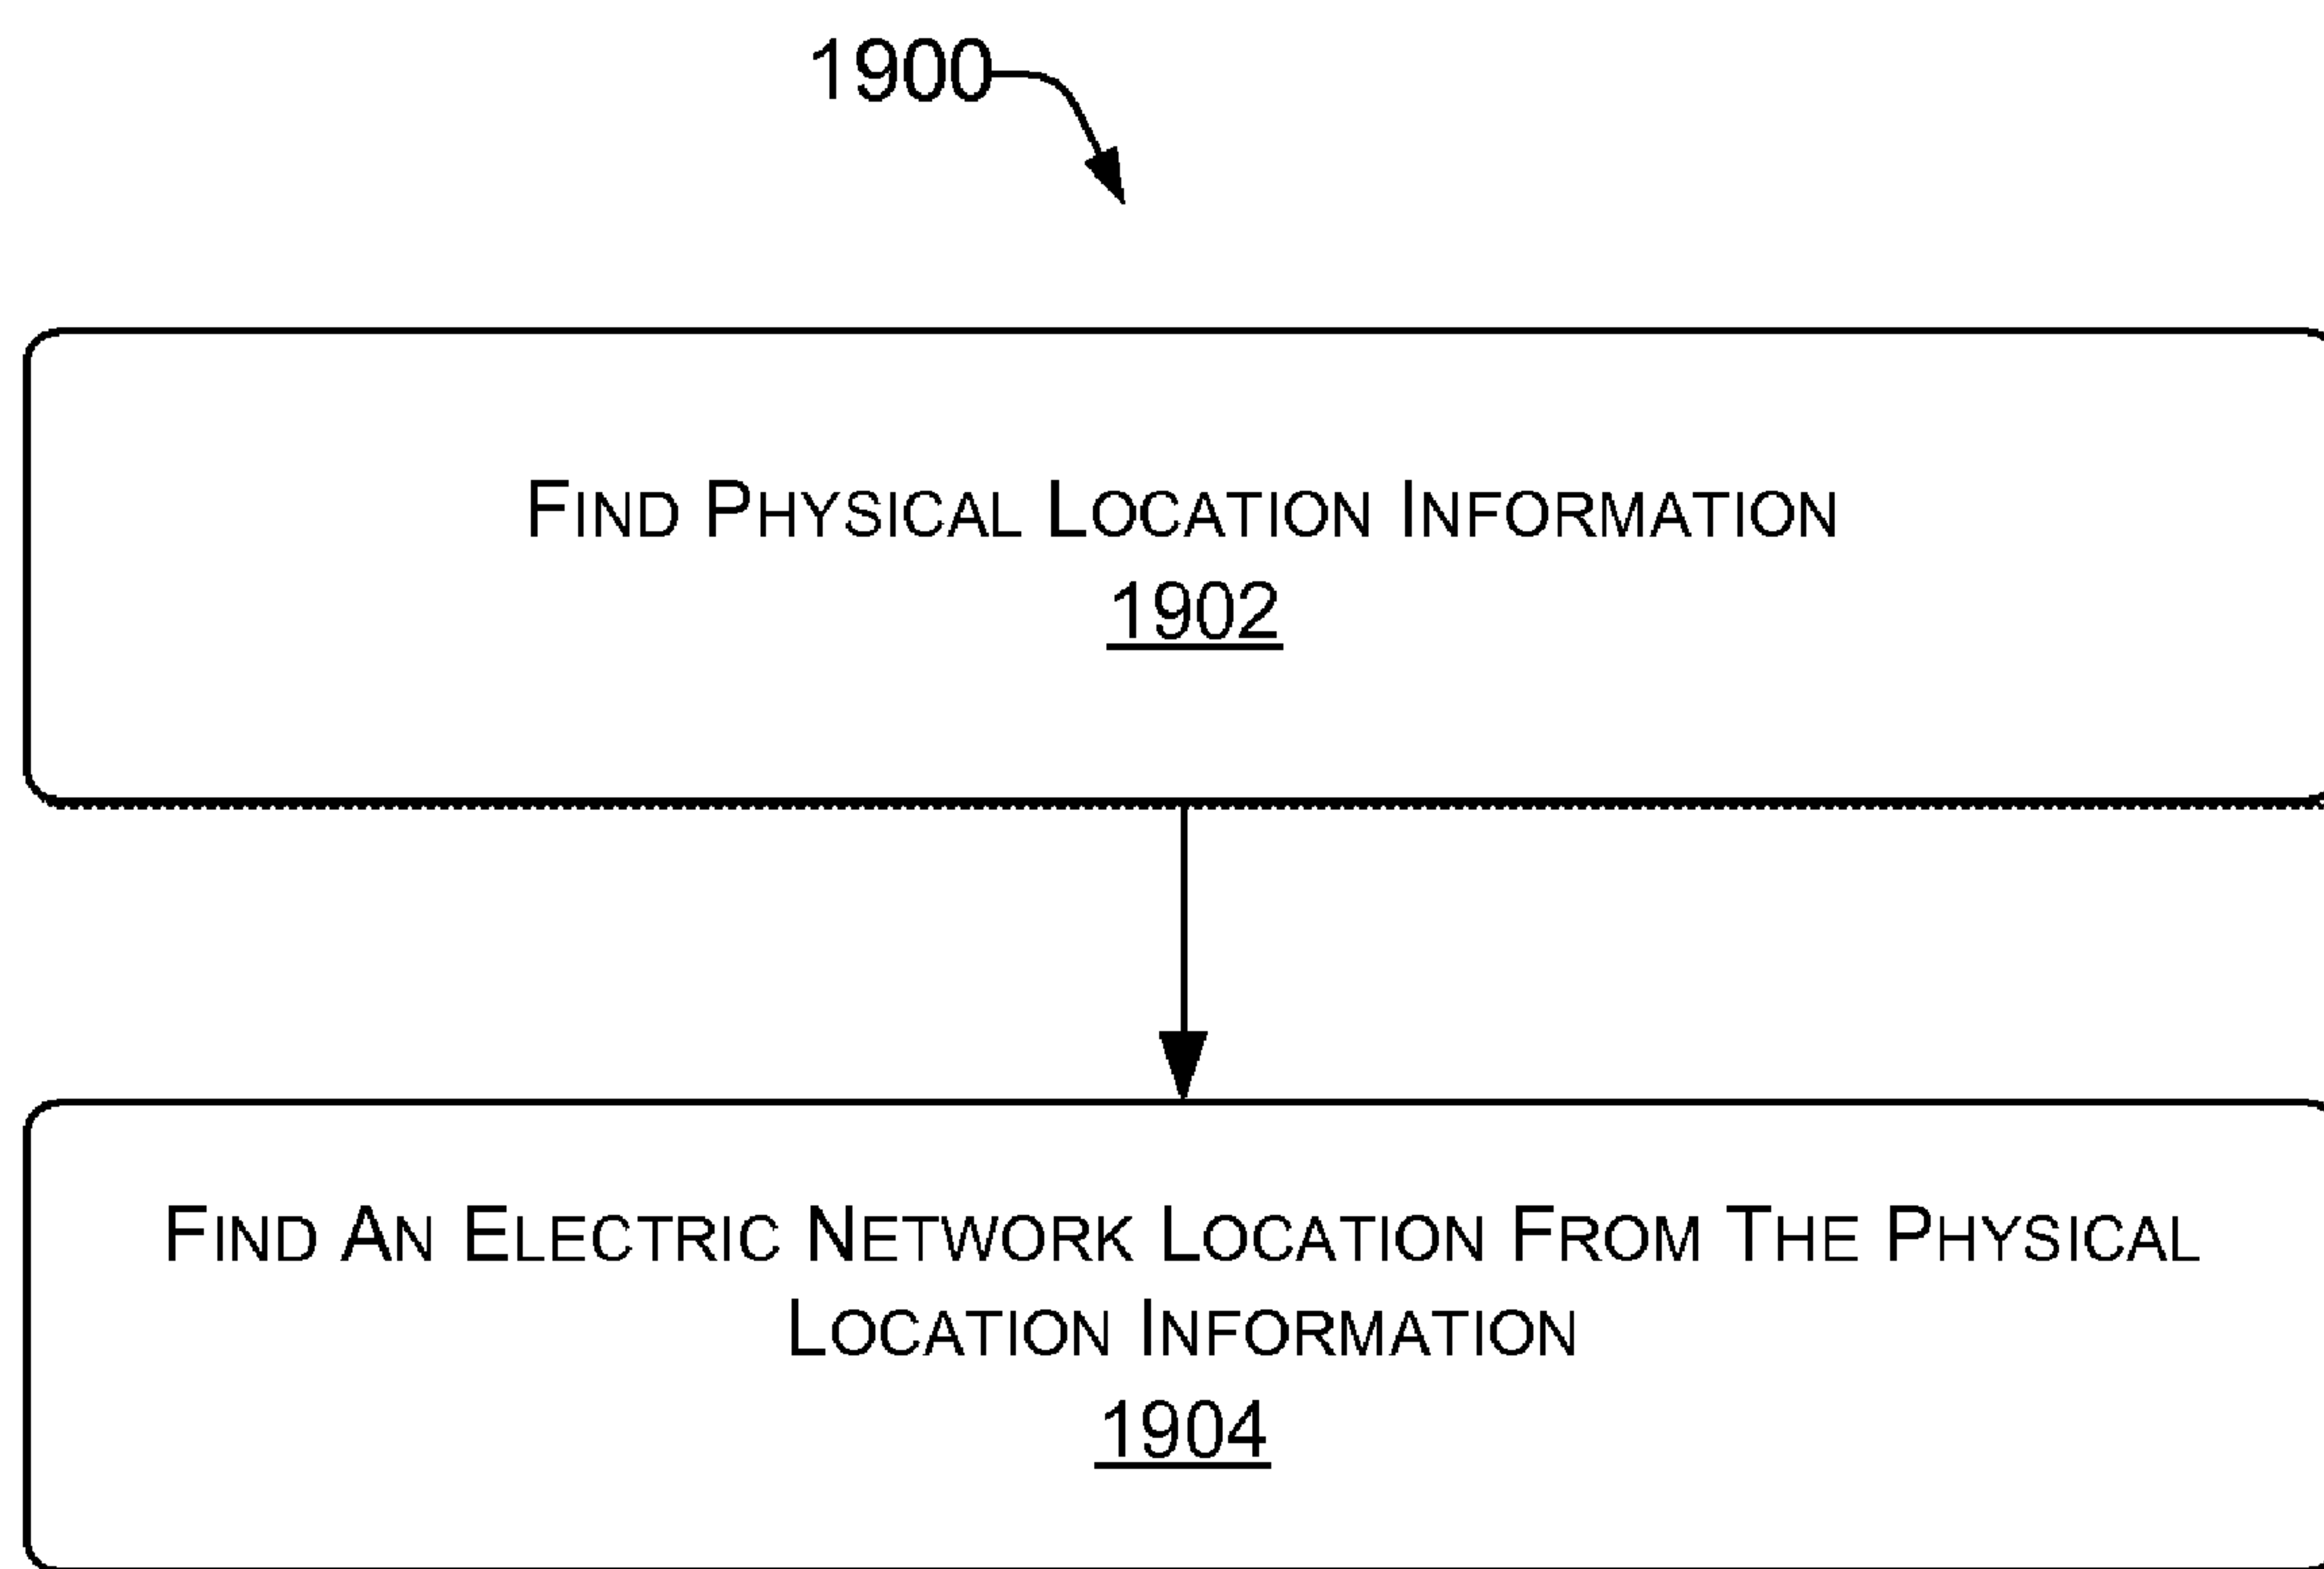 1900
FIND PHYSICAL LOCATION INFORMATION
1902
FIND AN ELECTRIC NETWORK LOCATION FROM THE PHYSICAL
LOCATION INFORMATION
1904